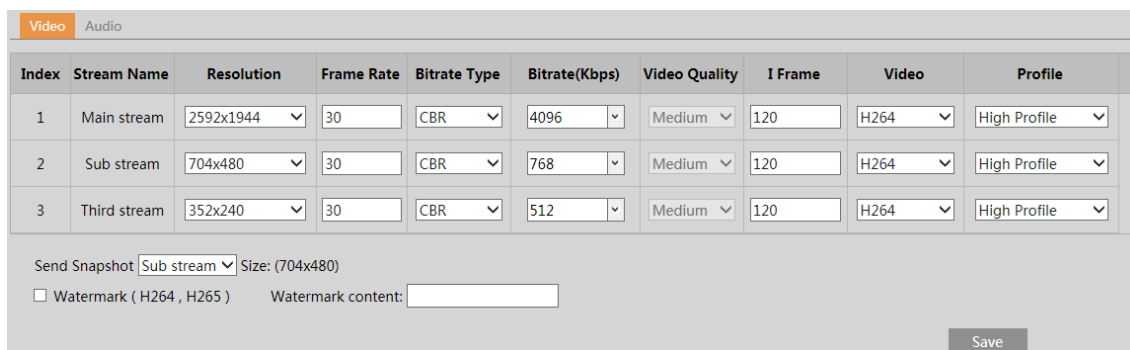 Video Audio
Index Stream Name Resolution Frame Rate Bitrate Type Bitrate(Kbps) Video Quality I Frame Video Profile
1 Main stream 2592x1944 30 CBR 4096 Medium 120 H264 High Profile
2 Sub stream 704x480 30 CBR 768 Medium 120 H264 High Profile
3 Third stream 352x240 30 CBR 512 Medium 120 H264 High Profile
Send Snapshot Sub stream Size: (704x480)
Watermark ( H264 , H265 ) Watermark content:
Save